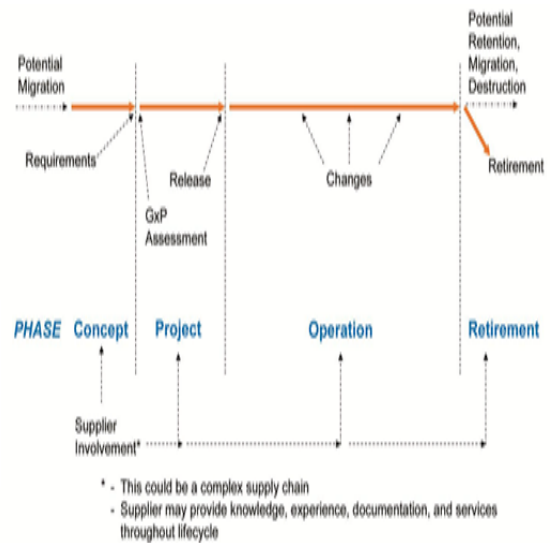 Potential
Migration
Potential
Retention,
Migration,
Destruction
Requirements
Release
Changes
Retirement
GxP
Assessment
PHASE Concept Project Operation Retirement
Supplier
Involvement*
* - This could be a complex supply chain
- Supplier may provide knowledge, experience, documentation, and services
throughout lifecycle